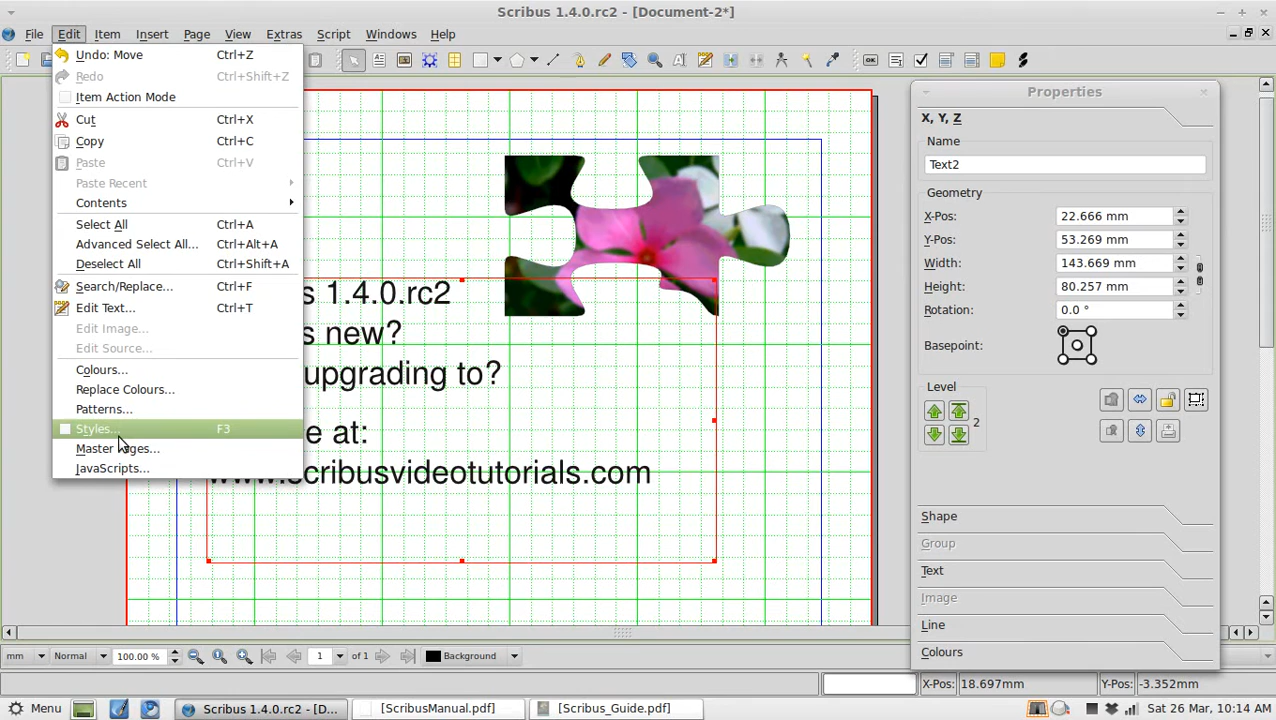 Scribus 1.4.0.rc2 - [Document-2*]
File Edit Item Insert Page View Extras Script Windows Help
Undo: Move Ctrl+Z
Redo Ctrl+Shift+Z
Item Action Mode
Cut Ctrl+X
Copy Ctrl+C
Paste Ctrl+V
Paste Recent
Contents
Select All Ctrl+A
Advanced Select All... Ctrl+Alt+A
Deselect All Ctrl+Shift+A
Search/Replace... Ctrl+F
Edit Text... Ctrl+T
Edit Image...
Edit Source...
Colours...
Replace Colours...
Patterns...
Styles... F3
Master Pages...
JavaScripts...
s 1.4.0.rc2
s new?
upgrading to?
e at:
www.scribusvideotutorials.com
Properties
X, Y, Z
Name
Text2
Geometry
X-Pos: 22.666 mm
Y-Pos: 53.269 mm
Width: 143.669 mm
Height: 80.257 mm
Rotation: 0.0 °
Basepoint:
Level
2
Shape
Group
Text
Image
Line
Colours
mm Normal 100.00 % 1 of 1 Background
X-Pos: 18.697mm Y-Pos: -3.352mm
Menu Scribus 1.4.0.rc2 - [D... [ScribusManual.pdf] [Scribus_Guide.pdf] Sat 26 Mar, 10:14 AM